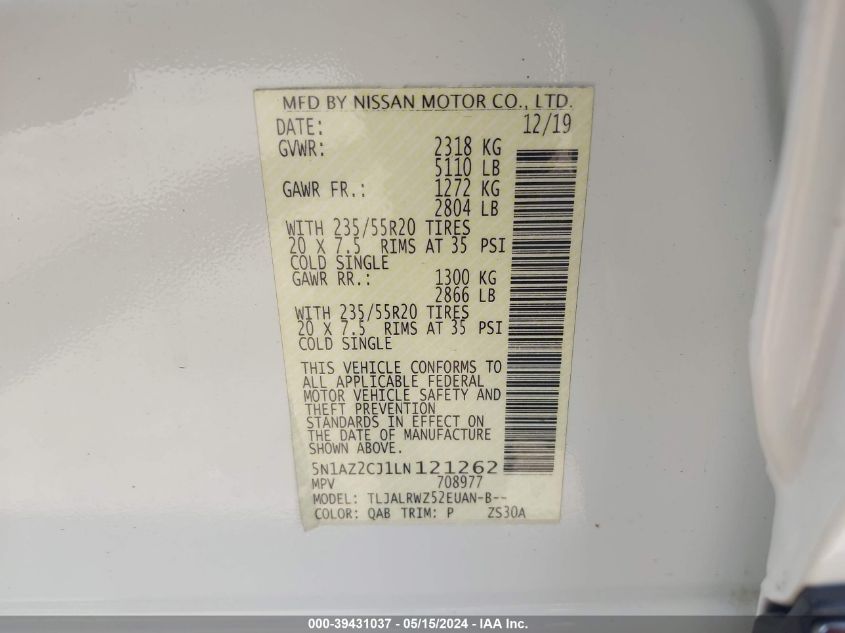 MFD BY NISSAN MOTOR CO., LTD.
DATE: 12/19
GVWR: 2318 KG
5110 LB
GAWR FR.: 1272 KG
2804 LB
WITH 235/55R20 TIRES
20 X 7.5 RIMS AT 35 PSI
COLD SINGLE
GAWR RR.: 1300 KG
2866 LB
WITH 235/55R20 TIRES
20 X 7.5 RIMS AT 35 PSI
COLD SINGLE
THIS VEHICLE CONFORMS TO
ALL APPLICABLE FEDERAL
MOTOR VEHICLE SAFETY AND
THEFT PREVENTION
STANDARDS IN EFFECT ON
THE DATE OF MANUFACTURE
SHOWN ABOVE.
5N1AZ2CJ1LN121262
MPV 708977
MODEL: TLJALRWZ52EUAN-B--
COLOR: QAB TRIM: P ZS30A
000-39431037 - 05/15/2024 - IAA Inc.